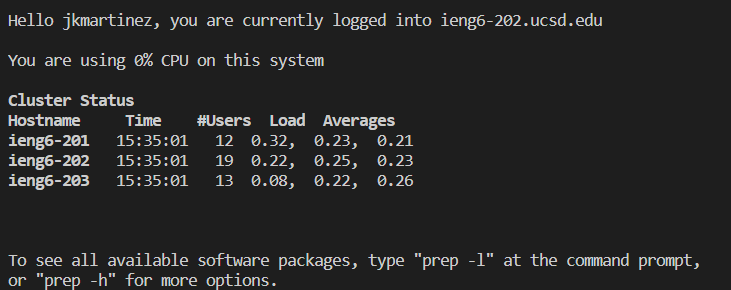 Hello jkmartinez, you are currently logged into ieng6-202.ucsd.edu
You are using 0% CPU on this system
Cluster Status
Hostname     Time    #Users  Load  Averages
ieng6-201   15:35:01   12  0.32,  0.23,  0.21
ieng6-202   15:35:01   19  0.22,  0.25,  0.23
ieng6-203   15:35:01   13  0.08,  0.22,  0.26
To see all available software packages, type "prep -l" at the command prompt,
or "prep -h" for more options.